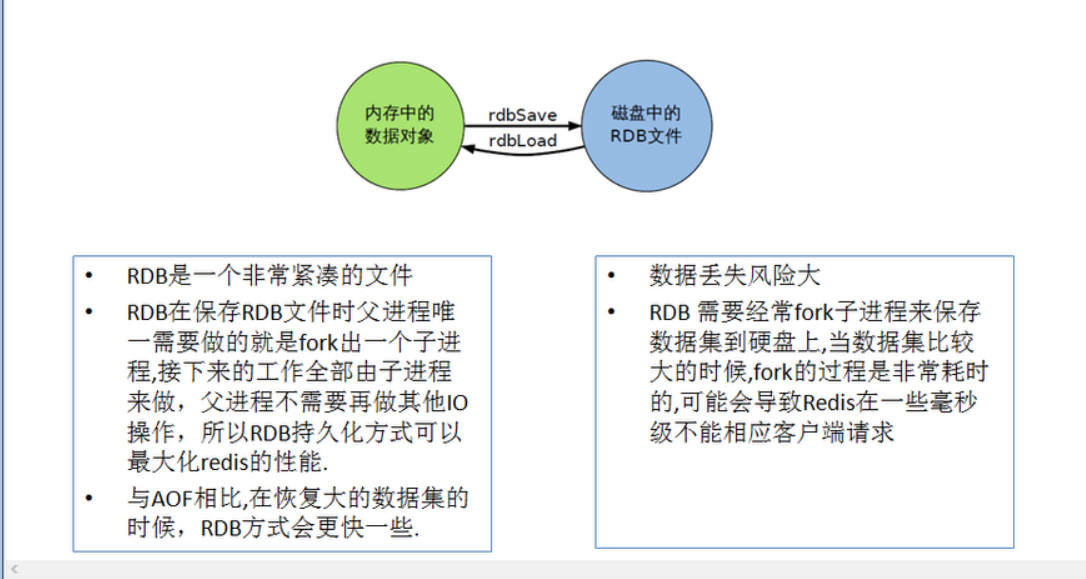 内存中的
数据对象
rdbSave
rdbLoad
磁盘中的
RDB文件
• RDB是一个非常紧凑的文件
• RDB在保存RDB文件时父进程唯
一需要做的就是fork出一个子进
程,接下来的工作全部由子进程
来做，父进程不需要再做其他IO
操作，所以RDB持久化方式可以
最大化redis的性能.
• 与AOF相比,在恢复大的数据集的
时候，RDB方式会更快一些.
• 数据丢失风险大
• RDB 需要经常fork子进程来保存
数据集到硬盘上,当数据集比较
大的时候,fork的过程是非常耗时
的,可能会导致Redis在一些毫秒
级不能相应客户端请求